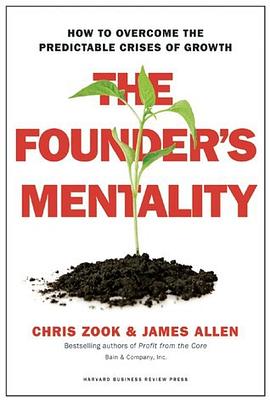 HOW TO OVERCOME THE
PREDICTABLE CRISES OF GROWTH
THE
FOUNDER'S
MENTALITY
CHRIS ZOOK & JAMES ALLEN
Bestselling authors of Profit from the Core
Bain & Company, Inc.
HARVARD BUSINESS REVIEW PRESS